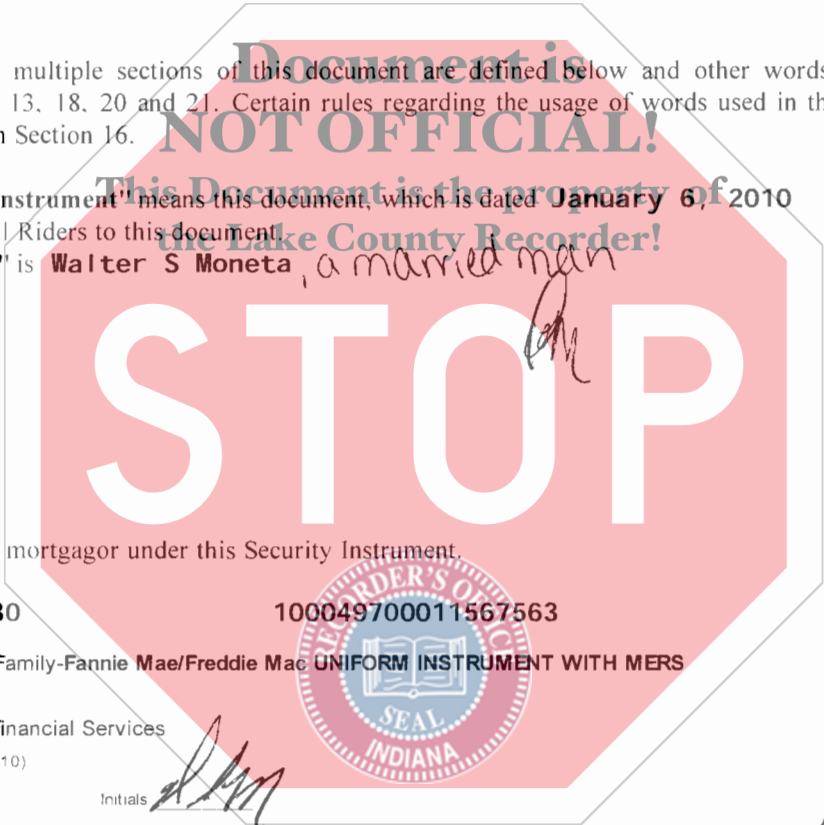 Document is
multiple sections of this document are defined below and other words
13, 18, 20 and 21. Certain rules regarding the usage of words used in th
NOT OFFICIAL!
n Section 16.
This Document is the property of
nstrument" means this document, which is dated January 6, 2010
l Riders to this document.
the Lake County Recorder!
" is Walter S Moneta, a married man
STOP
mortgagor under this Security Instrument.
30 100049700011567563
Family-Fannie Mae/Freddie Mac UNIFORM INSTRUMENT WITH MERS
inancial Services
10)
Initials
RECORDER'S OFFICE
SEAL
INDIANA